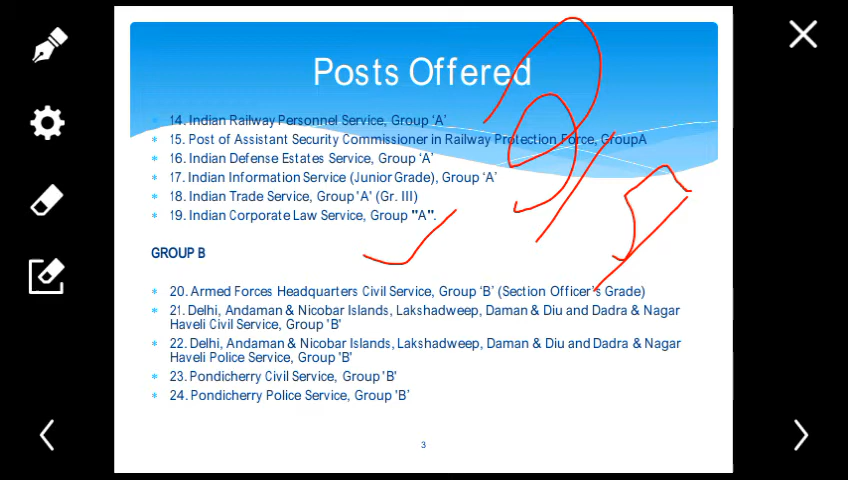 Posts Offered
* 14. Indian Railway Personnel Service, Group ‘A’
* 15. Post of Assistant Security Commissioner in Railway Protection Force, GroupA
* 16. Indian Defense Estates Service, Group ‘A’
* 17. Indian Information Service (Junior Grade), Group ‘A’
* 18. Indian Trade Service, Group 'A' (Gr. III)
* 19. Indian Corporate Law Service, Group "A".
GROUP B
* 20. Armed Forces Headquarters Civil Service, Group ‘B’ (Section Officer’s Grade)
* 21. Delhi, Andaman & Nicobar Islands, Lakshadweep, Daman & Diu and Dadra & Nagar
Haveli Civil Service, Group 'B'
* 22. Delhi, Andaman & Nicobar Islands, Lakshadweep, Daman & Diu and Dadra & Nagar
Haveli Police Service, Group 'B'
* 23. Pondicherry Civil Service, Group 'B'
* 24. Pondicherry Police Service, Group ‘B’
3